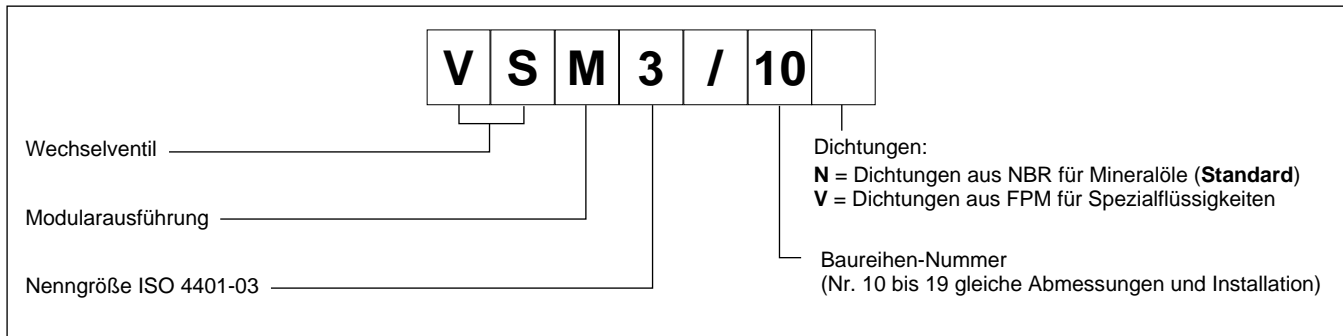 V S M 3 / 10
Wechselventil
Modularausführung
Nenngröße ISO 4401-03
Dichtungen:
N = Dichtungen aus NBR für Mineralöle (Standard)
V = Dichtungen aus FPM für Spezialflüssigkeiten
Baureihen-Nummer
(Nr. 10 bis 19 gleiche Abmessungen und Installation)